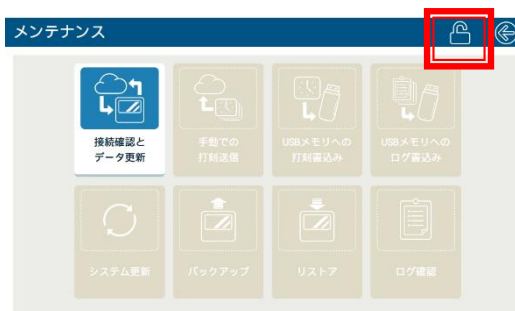 メンテナンス
接続確認と
データ更新
手動での
打刻送信
USBメモリへの
打刻書込み
USBメモリへの
ログ書込み
システム更新
バックアップ
リストア
ログ確認